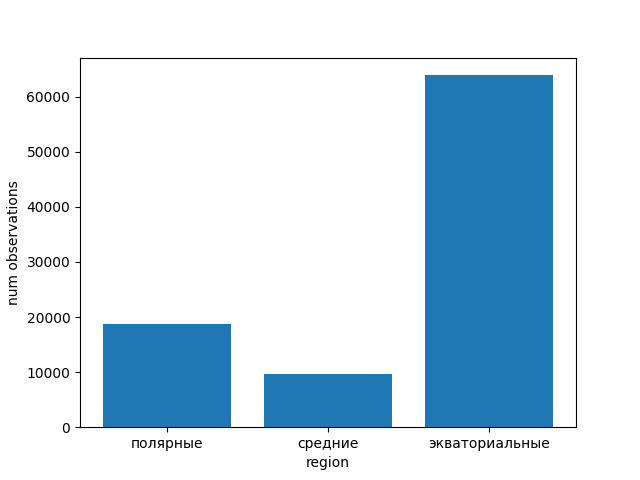 60000
50000
40000
30000
20000
10000
0
num observations
полярные средние экваториальные
region